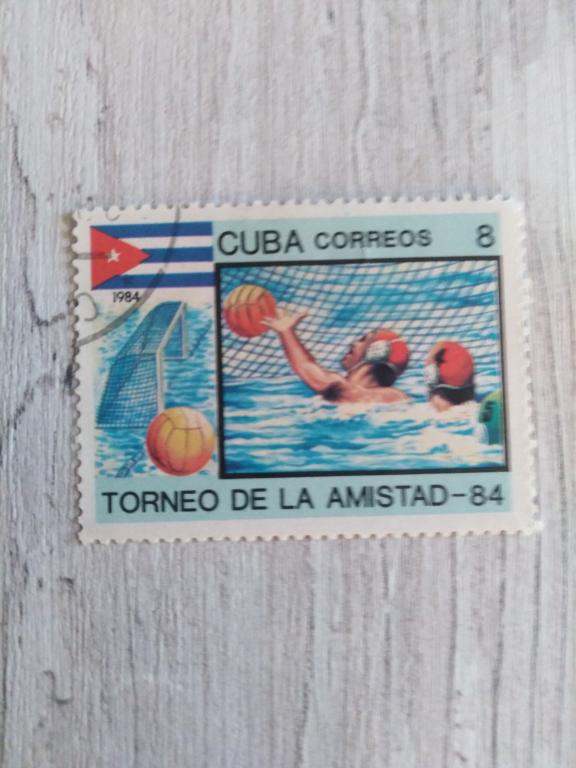 CUBA CORREOS 8
1984
TORNEO DE LA AMISTAD-84